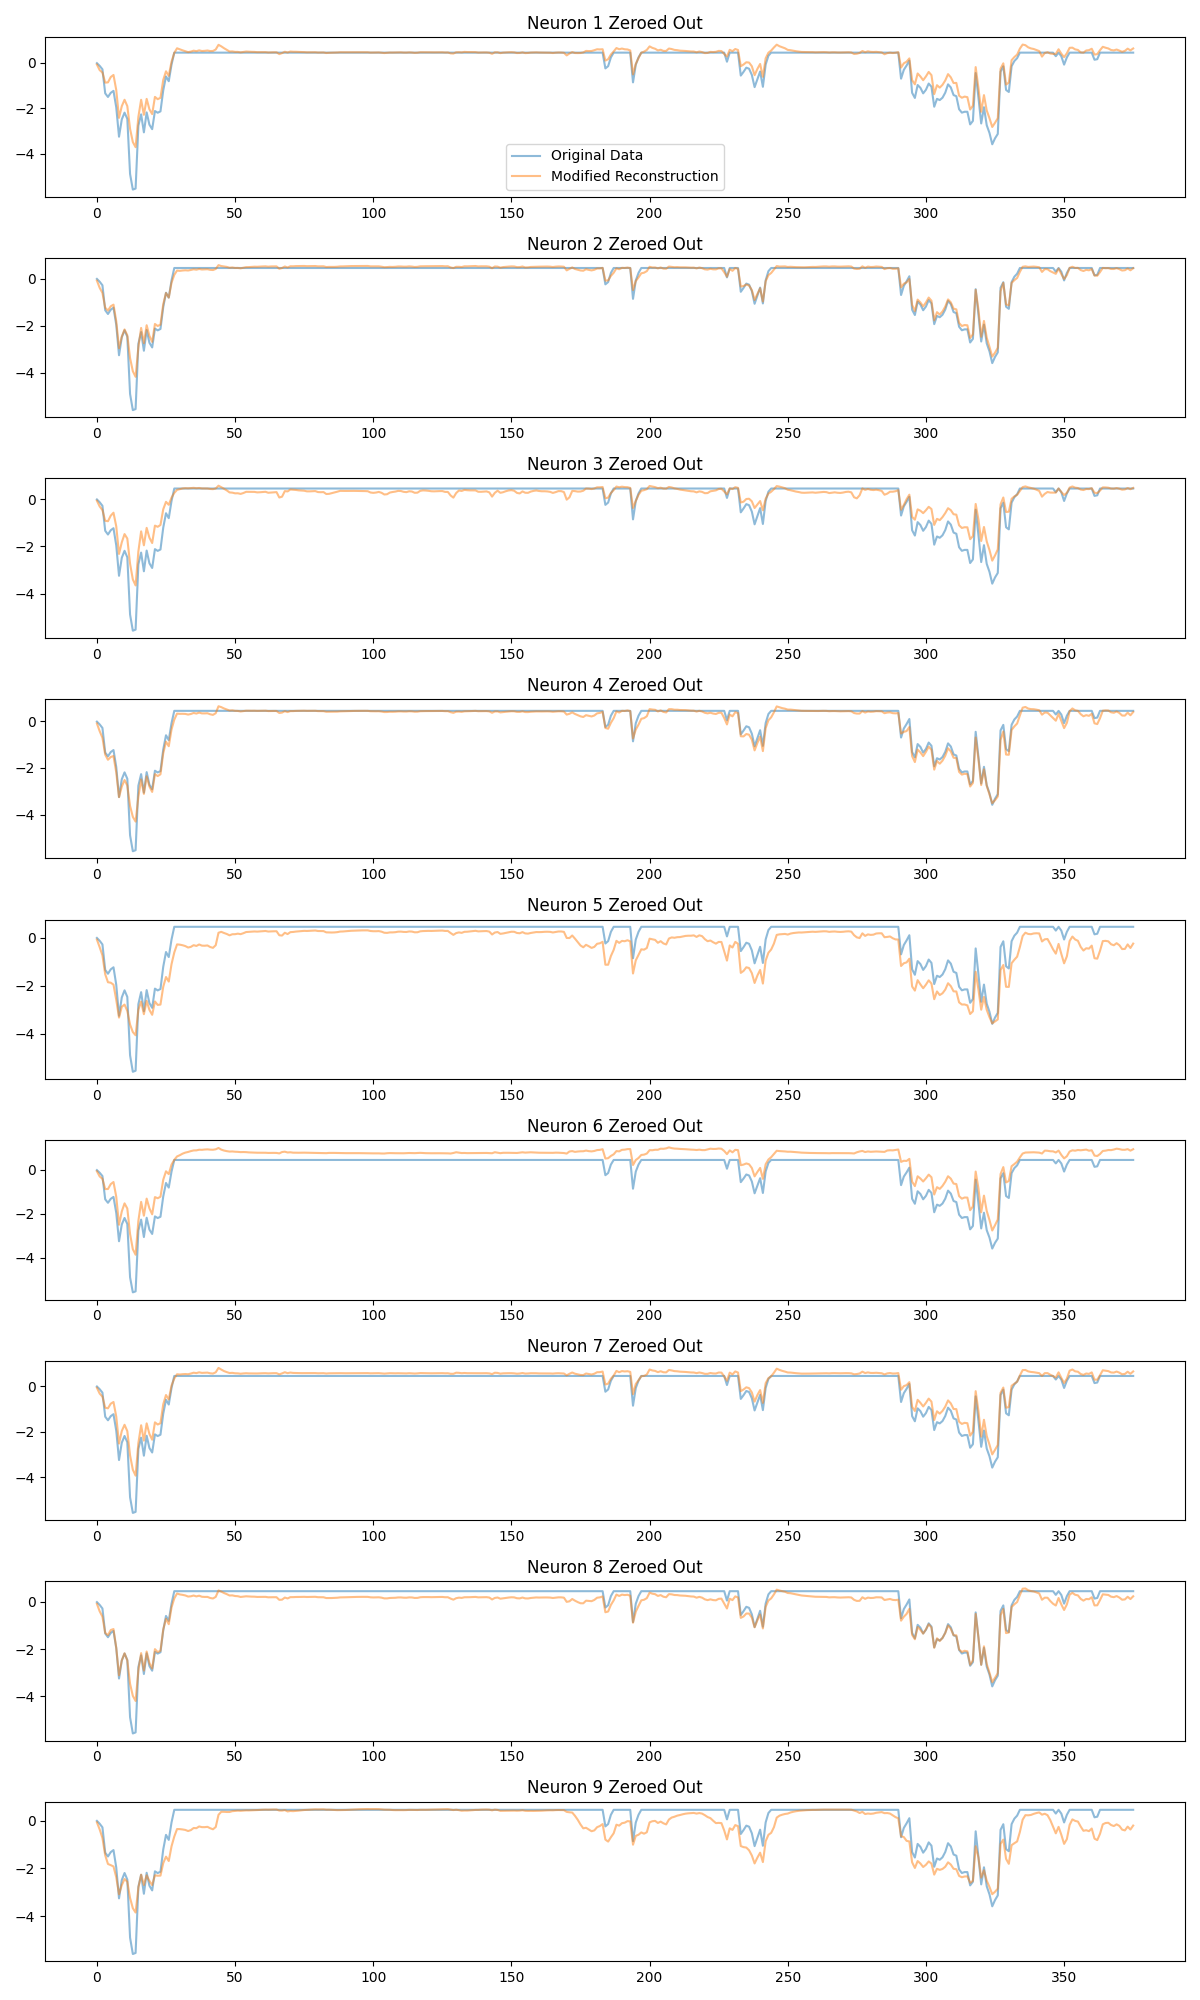 Neuron 1 Zeroed Out
0
−2
−4
Original Data
Modified Reconstruction
0 50 100 150 200 250 300 350
Neuron 2 Zeroed Out
0
−2
−4
0 50 100 150 200 250 300 350
Neuron 3 Zeroed Out
0
−2
−4
0 50 100 150 200 250 300 350
Neuron 4 Zeroed Out
0
−2
−4
0 50 100 150 200 250 300 350
Neuron 5 Zeroed Out
0
−2
−4
0 50 100 150 200 250 300 350
Neuron 6 Zeroed Out
0
−2
−4
0 50 100 150 200 250 300 350
Neuron 7 Zeroed Out
0
−2
−4
0 50 100 150 200 250 300 350
Neuron 8 Zeroed Out
0
−2
−4
0 50 100 150 200 250 300 350
Neuron 9 Zeroed Out
0
−2
−4
0 50 100 150 200 250 300 350